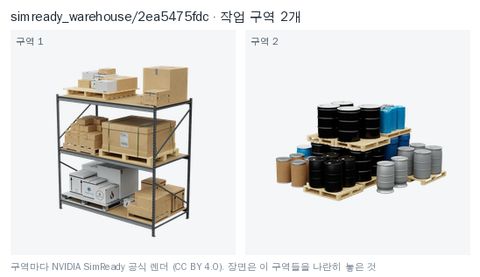 simready_warehouse/2ea5475fdc · 작업 구역 2개
구역 1
구역 2
구역마다 NVIDIA SimReady 공식 렌더 (CC BY 4.0). 장면은 이 구역들을 나란히 놓은 것